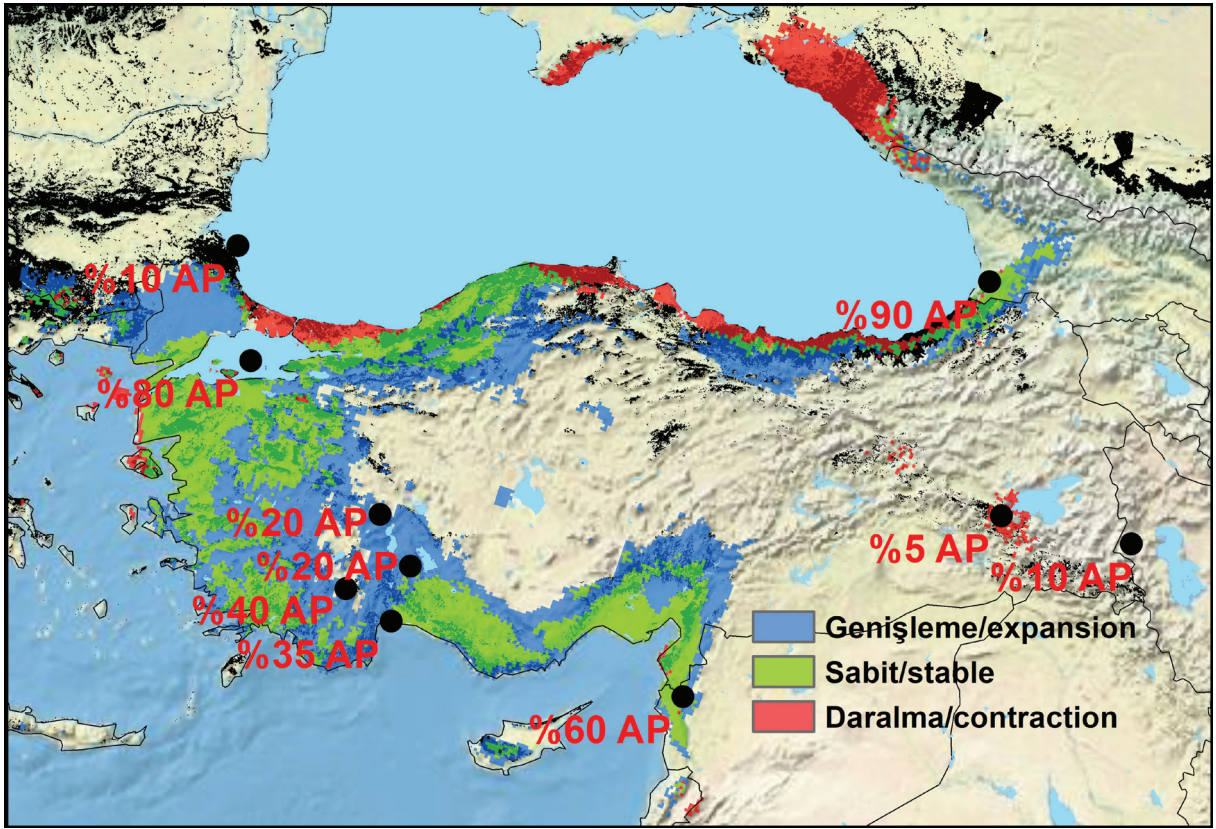 %10 AP
%90 AP
%80 AP
%20 AP
%20 AP
%5 AP
%10 AP
%40 AP
%35 AP
%60 AP
Genişleme/expansion
Sabit/stable
Daralma/contraction